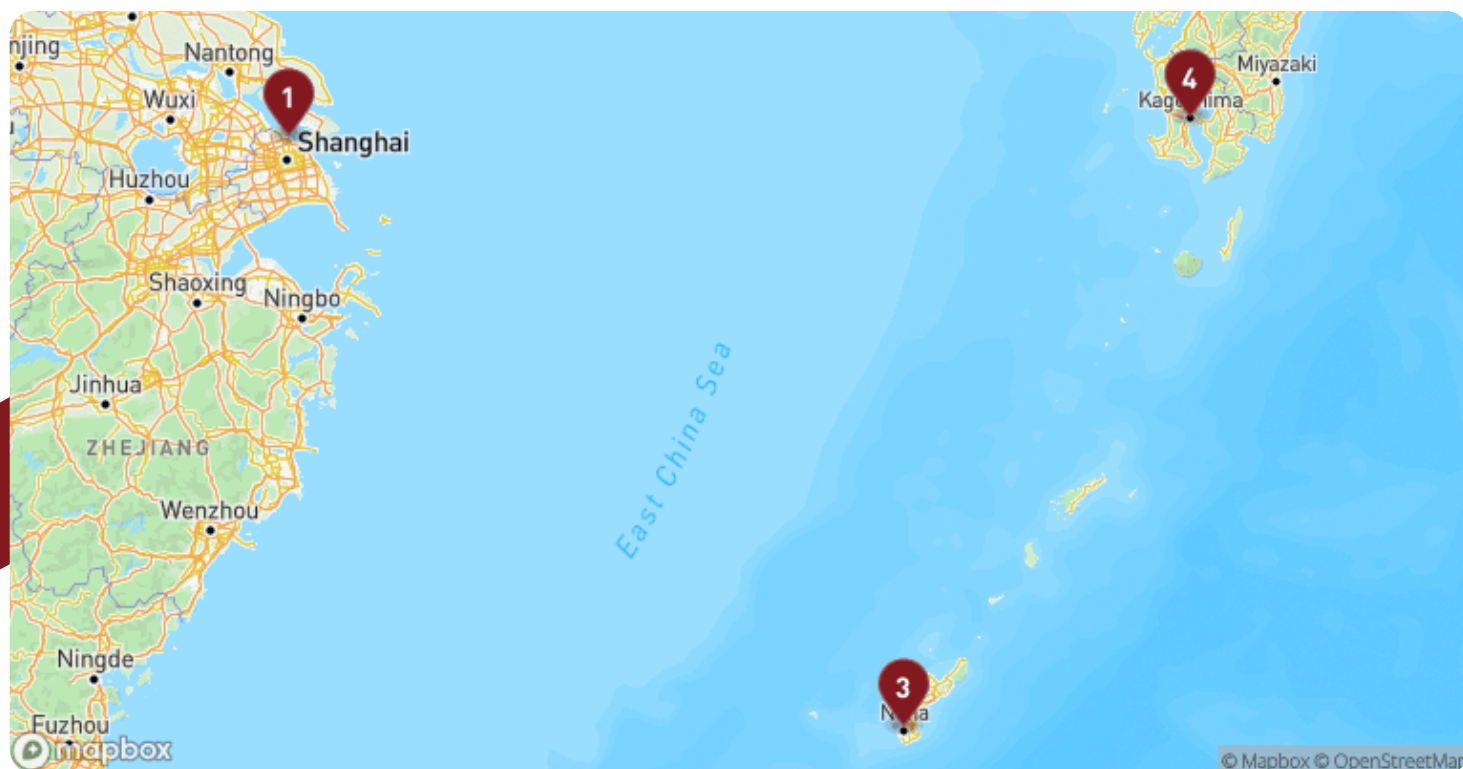 njing
Nantong
1
Wuxi
Shanghai
Huzhou
Shaoxing
Ningbo
Jinhua
ZHEJIANG
Wenzhou
Ningde
Fuzhou
East China Sea
4
Miyazaki
3
mapbox
© Mapbox © OpenStreetMap